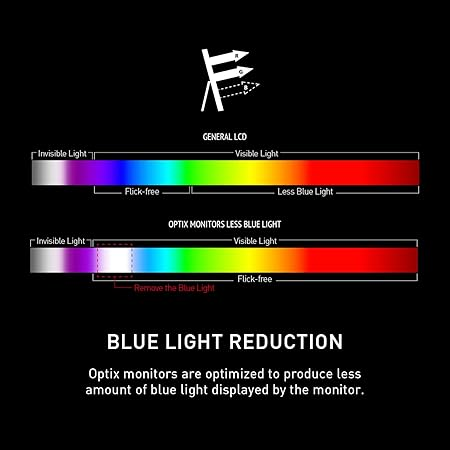 R
G
B
GENERAL LCD
Invisible Light
Visible Light
Flick-free
Less Blue Light
OPTIX MONITORS LESS BLUE LIGHT
Invisible Light
Visible Light
Flick-free
Remove the Blue Light
BLUE LIGHT REDUCTION
Optix monitors are optimized to produce less
amount of blue light displayed by the monitor.